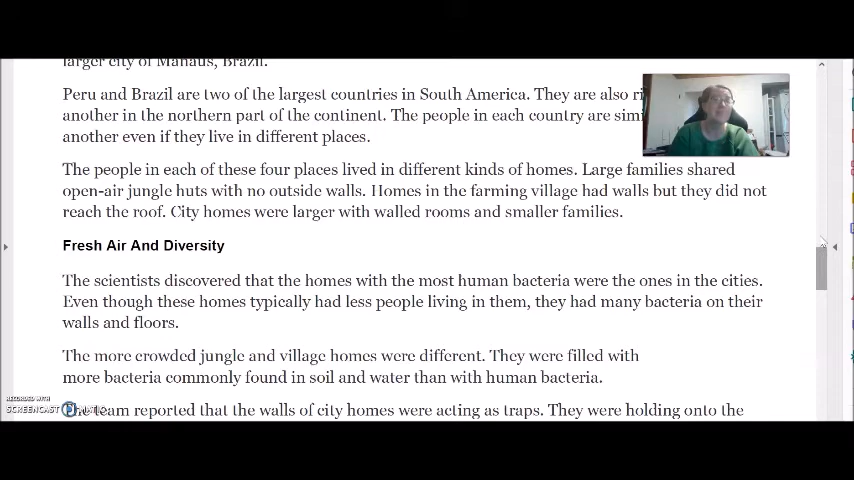 larger city of Manaus, Brazil.
Peru and Brazil are two of the largest countries in South America. They are also ri
another in the northern part of the continent. The people in each country are simi
another even if they live in different places.
The people in each of these four places lived in different kinds of homes. Large families shared
open-air jungle huts with no outside walls. Homes in the farming village had walls but they did not
reach the roof. City homes were larger with walled rooms and smaller families.
Fresh Air And Diversity
The scientists discovered that the homes with the most human bacteria were the ones in the cities.
Even though these homes typically had less people living in them, they had many bacteria on their
walls and floors.
The more crowded jungle and village homes were different. They were filled with
more bacteria commonly found in soil and water than with human bacteria.
RECORDED WITH
SCREENCAST MATIC
The team reported that the walls of city homes were acting as traps. They were holding onto the